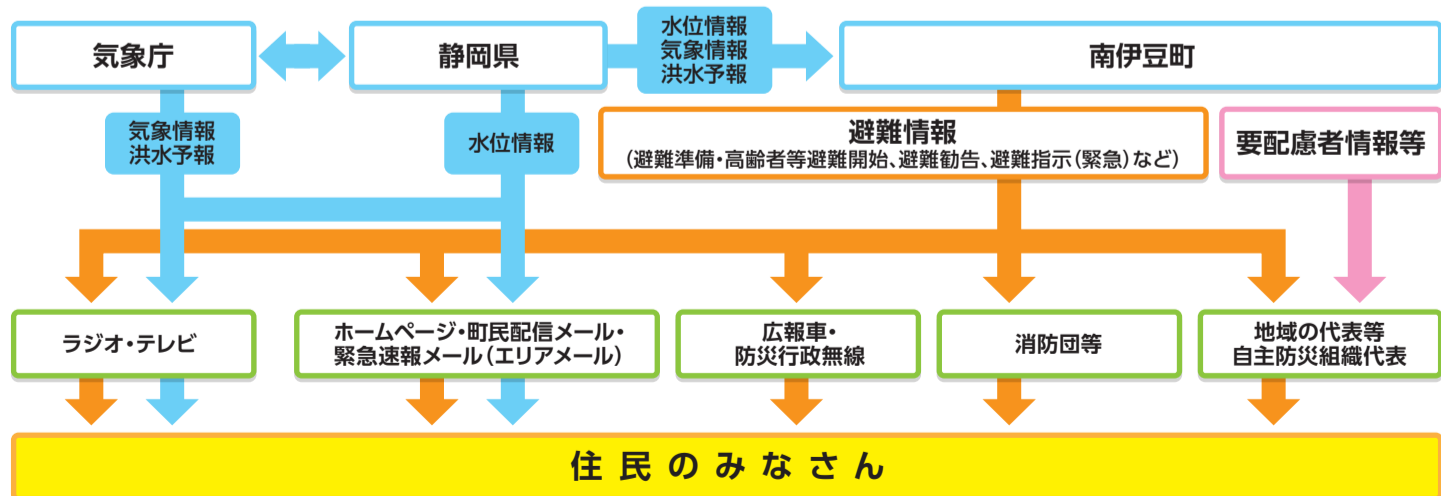 気象庁
静岡県
水位情報
気象情報
洪水予報
南伊豆町
気象情報
洪水予報
水位情報
避難情報
(避難準備・高齢者等避難開始、避難勧告、避難指示(緊急)など)
要配慮者情報等
ラジオ・テレビ
ホームページ・町民配信メール・
緊急速報メール(エリアメール)
広報車・
防災行政無線
消防団等
地域の代表等
自主防災組織代表
住民のみなさん